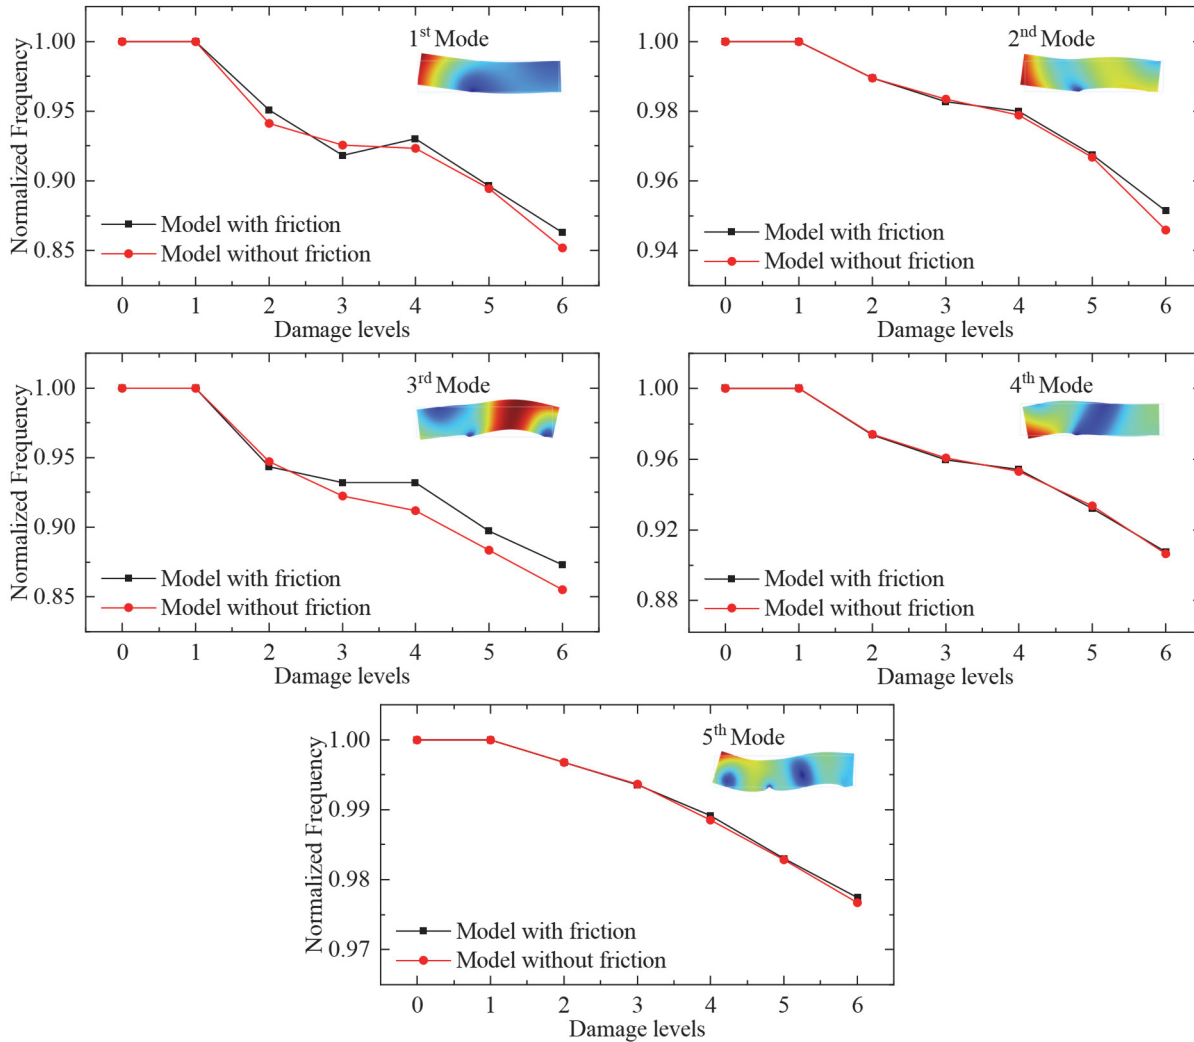 Normalized Frequency
1.00
0.95
0.90
0.85
1st Mode
Model with friction
Model without friction
0 1 2 3 4 5 6
Damage levels
1.00
0.98
0.96
0.94
2nd Mode
Model with friction
Model without friction
0 1 2 3 4 5 6
Damage levels
Normalized Frequency
1.00
0.95
0.90
0.85
3rd Mode
Model with friction
Model without friction
0 1 2 3 4 5 6
Damage levels
1.00
0.96
0.92
0.88
4th Mode
Model with friction
Model without friction
0 1 2 3 4 5 6
Damage levels
Normalized Frequency
1.00
0.99
0.98
0.97
5th Mode
Model with friction
Model without friction
0 1 2 3 4 5 6
Damage levels